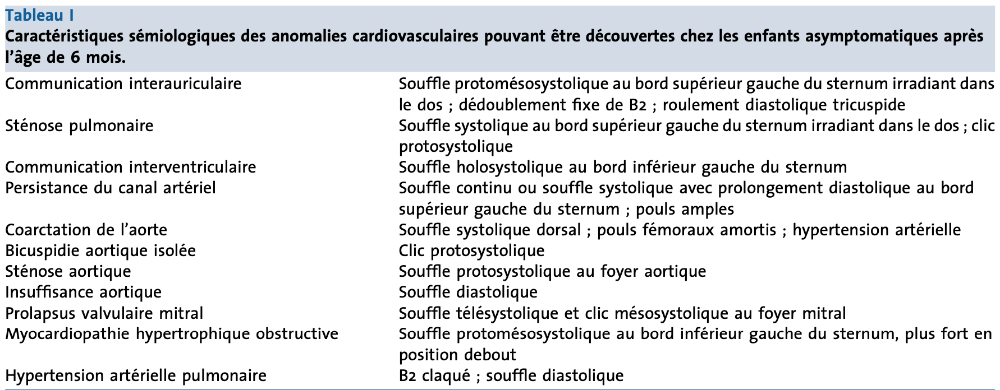 Tableau I
Caractéristiques sémiologiques des anomalies cardiovasculaires pouvant être découvertes chez les enfants asymptomatiques après
l’âge de 6 mois.
Communication interauriculaire Souffle protomésosystolique au bord supérieur gauche du sternum irradiant dans
le dos ; dédoublement fixe de B2 ; roulement diastolique tricuspide
Sténose pulmonaire Souffle systolique au bord supérieur gauche du sternum irradiant dans le dos ; clic
protosystolique
Communication interventriculaire Souffle holosystolique au bord inférieur gauche du sternum
Persistance du canal artériel Souffle continu ou souffle systolique avec prolongement diastolique au bord
supérieur gauche du sternum ; pouls amples
Coarctation de l’aorte Souffle systolique dorsal ; pouls fémoraux amortis ; hypertension artérielle
Bicuspidie aortique isolée Clic protosystolique
Sténose aortique Souffle protosystolique au foyer aortique
Insuffisance aortique Souffle diastolique
Prolapsus valvulaire mitral Souffle télésystolique et clic mésosystolique au foyer mitral
Myocardiopathie hypertrophique obstructive Souffle protomésosystolique au bord inférieur gauche du sternum, plus fort en
position debout
Hypertension artérielle pulmonaire B2 claqué ; souffle diastolique